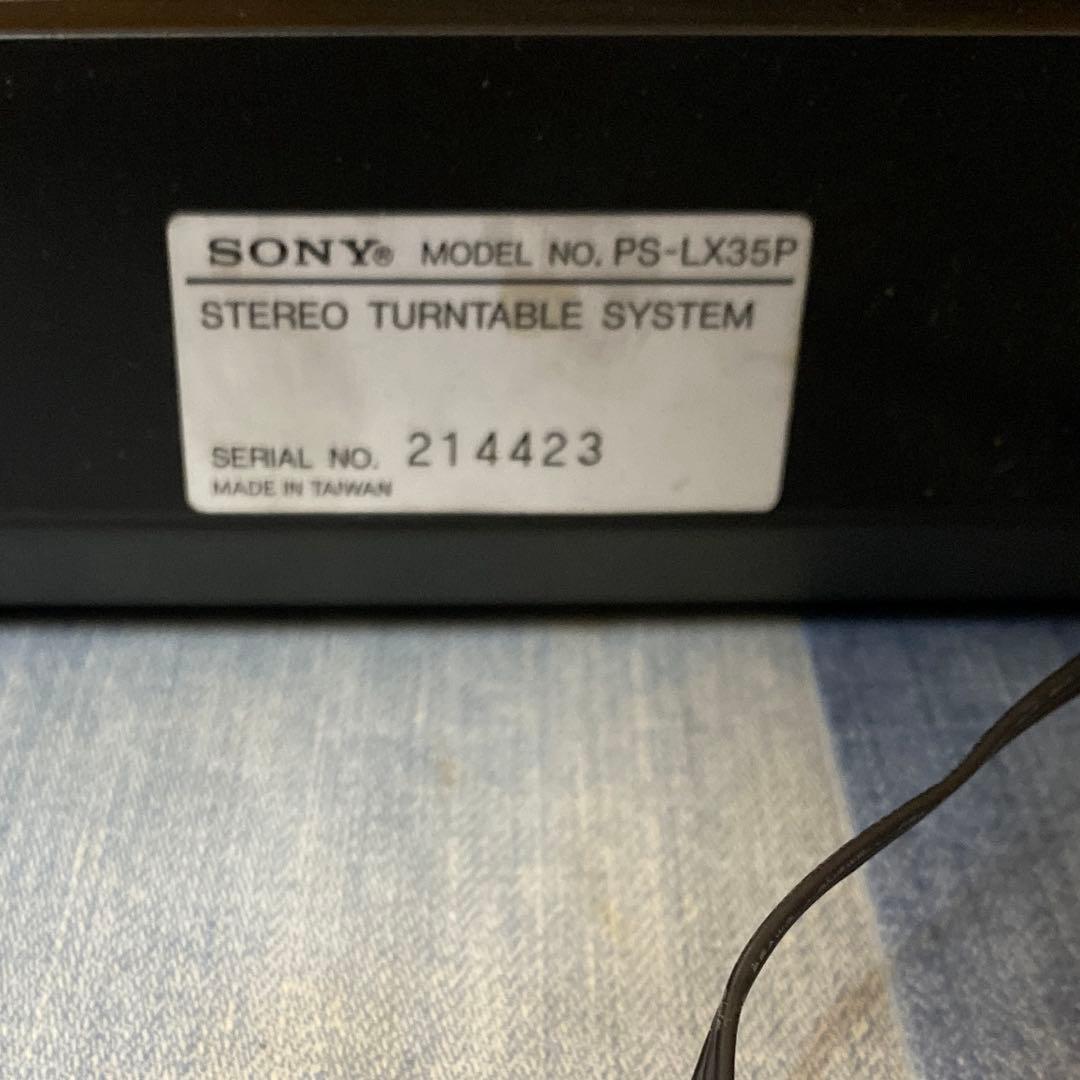 SONY® MODEL NO. PS-LX35P
STEREO TURNTABLE SYSTEM
SERIAL NO. 214423
MADE IN TAIWAN